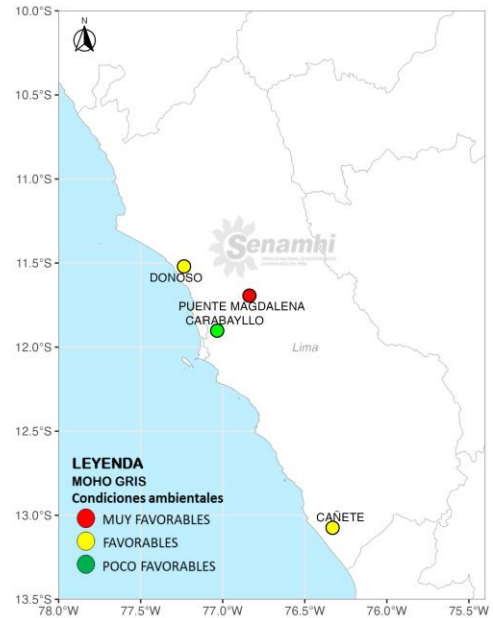 10.0°S
N
10.5°S
11.0°S
Senamhi
11.5°S
DONOSO
PUENTE MAGDALENA
CARABAYLLO
12.0°S
Lima
12.5°S
LEYENDA
MOHO GRIS
Condiciones ambientales
CAÑETE
13.0°S
MUY FAVORABLES
FAVORABLES
POCO FAVORABLES
13.5°S
78.0°W 77.5°W 77.0°W 76.5°W 76.0°W 75.5°W